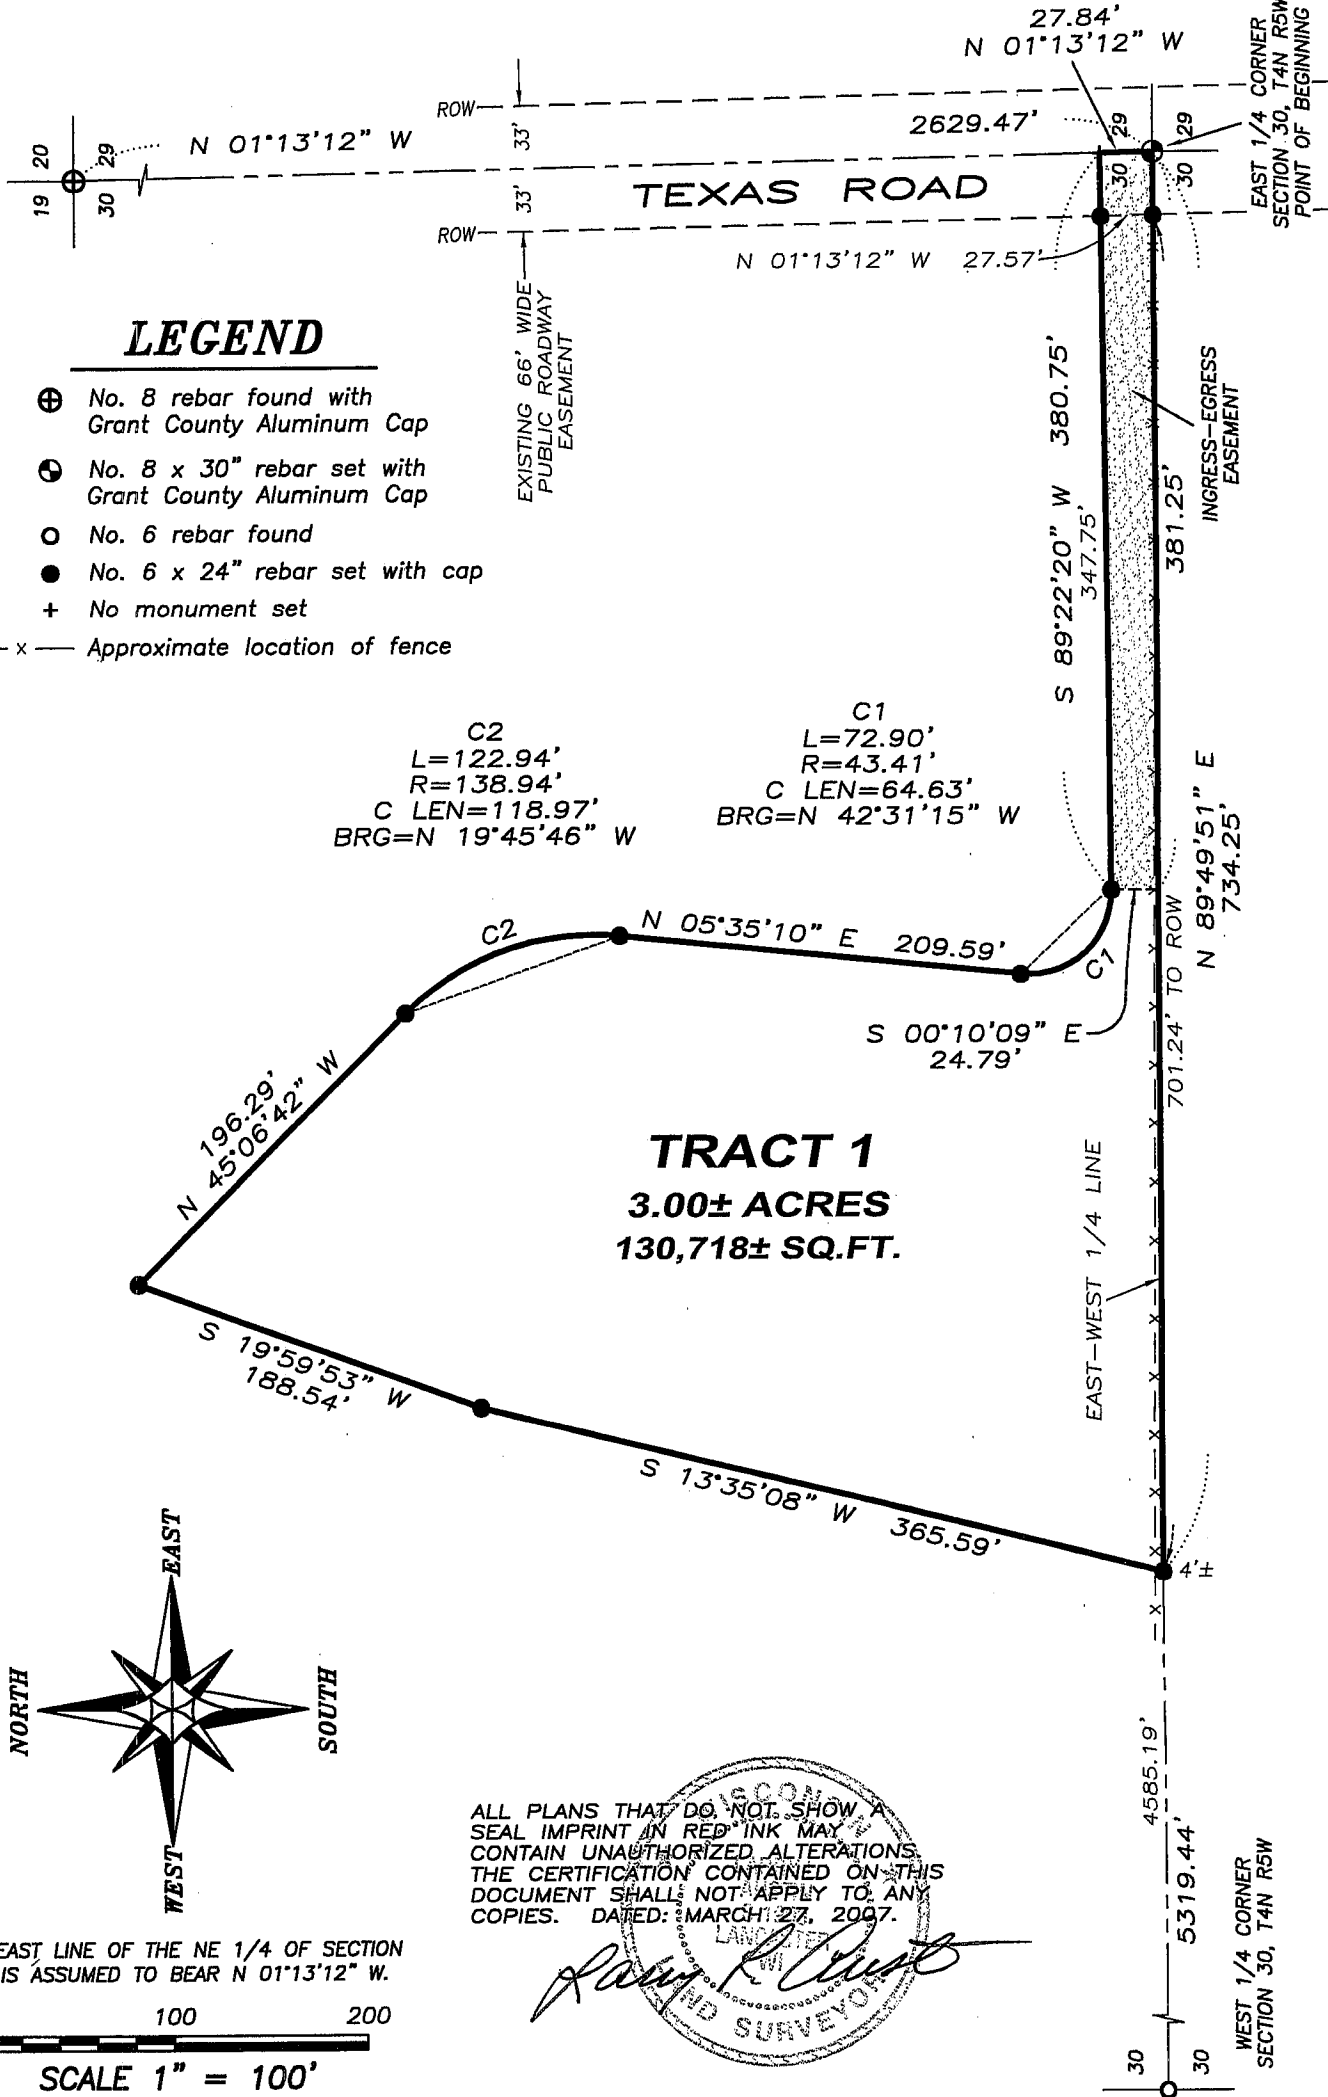 27.84'
N 01°13'12" W
EAST 1/4 CORNER
SECTION 30, T4N R5W
POINT OF BEGINNING
ROW
33'
2629.47'
29
29
30
30
20
29
19
30
N 01°13'12" W
TEXAS ROAD
33'
ROW
N 01°13'12" W 27.57'
EXISTING 66' WIDE
PUBLIC ROADWAY
EASEMENT
LEGEND
No. 8 rebar found with
Grant County Aluminum Cap
No. 8 x 30" rebar set with
Grant County Aluminum Cap
No. 6 rebar found
No. 6 x 24" rebar set with cap
+ No monument set
- x — Approximate location of fence
S 89°22'20" W 380.75'
347.75'
INGRESS-EGRESS
EASEMENT
381.25'
C2
L=122.94'
R=138.94'
C LEN=118.97'
BRG=N 19°45'46" W
C1
L=72.90'
R=43.41'
C LEN=64.63'
BRG=N 42°31'15" W
N 89°49'51" E
734.25'
701.24' TO ROW
C2
N 05°35'10" E 209.59'
C1
S 00°10'09" E
24.79'
196.29'
N 45°06'42" W
TRACT 1
3.00± ACRES
130,718± SQ.FT.
EAST-WEST 1/4 LINE
S 19°59'53" W
188.54'
S 13°35'08" W 365.59'
4'±
EAST
NORTH
SOUTH
WEST
4585.19'
5319.44'
WEST 1/4 CORNER
SECTION 30, T4N R5W
30
30
ALL PLANS THAT DO NOT SHOW A
SEAL IMPRINT IN RED INK MAY
CONTAIN UNAUTHORIZED ALTERATIONS
THE CERTIFICATION CONTAINED ON THIS
DOCUMENT SHALL NOT APPLY TO ANY
COPIES. DATED: MARCH 27, 2007.
WISCONSIN
LANCASTER
WI
LAND SURVEYOR
EAST LINE OF THE NE 1/4 OF SECTION
IS ASSUMED TO BEAR N 01°13'12" W.
100 200
SCALE 1" = 100'